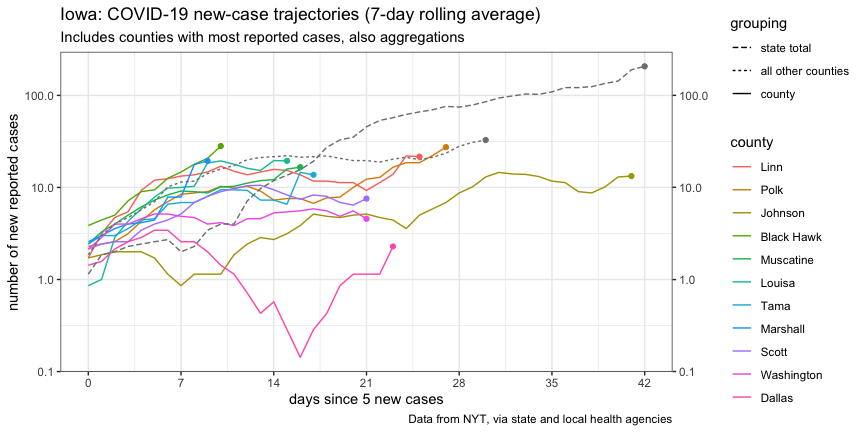 Iowa: COVID-19 new-case trajectories (7-day rolling average)
Includes counties with most reported cases, also aggregations
number of new reported cases
100.0
10.0
1.0
0.1
100.0
10.0
1.0
0.1
0 7 14 21 28 35 42
days since 5 new cases
Data from NYT, via state and local health agencies
grouping
state total
all other counties
county
county
Linn
Polk
Johnson
Black Hawk
Muscatine
Louisa
Tama
Marshall
Scott
Washington
Dallas